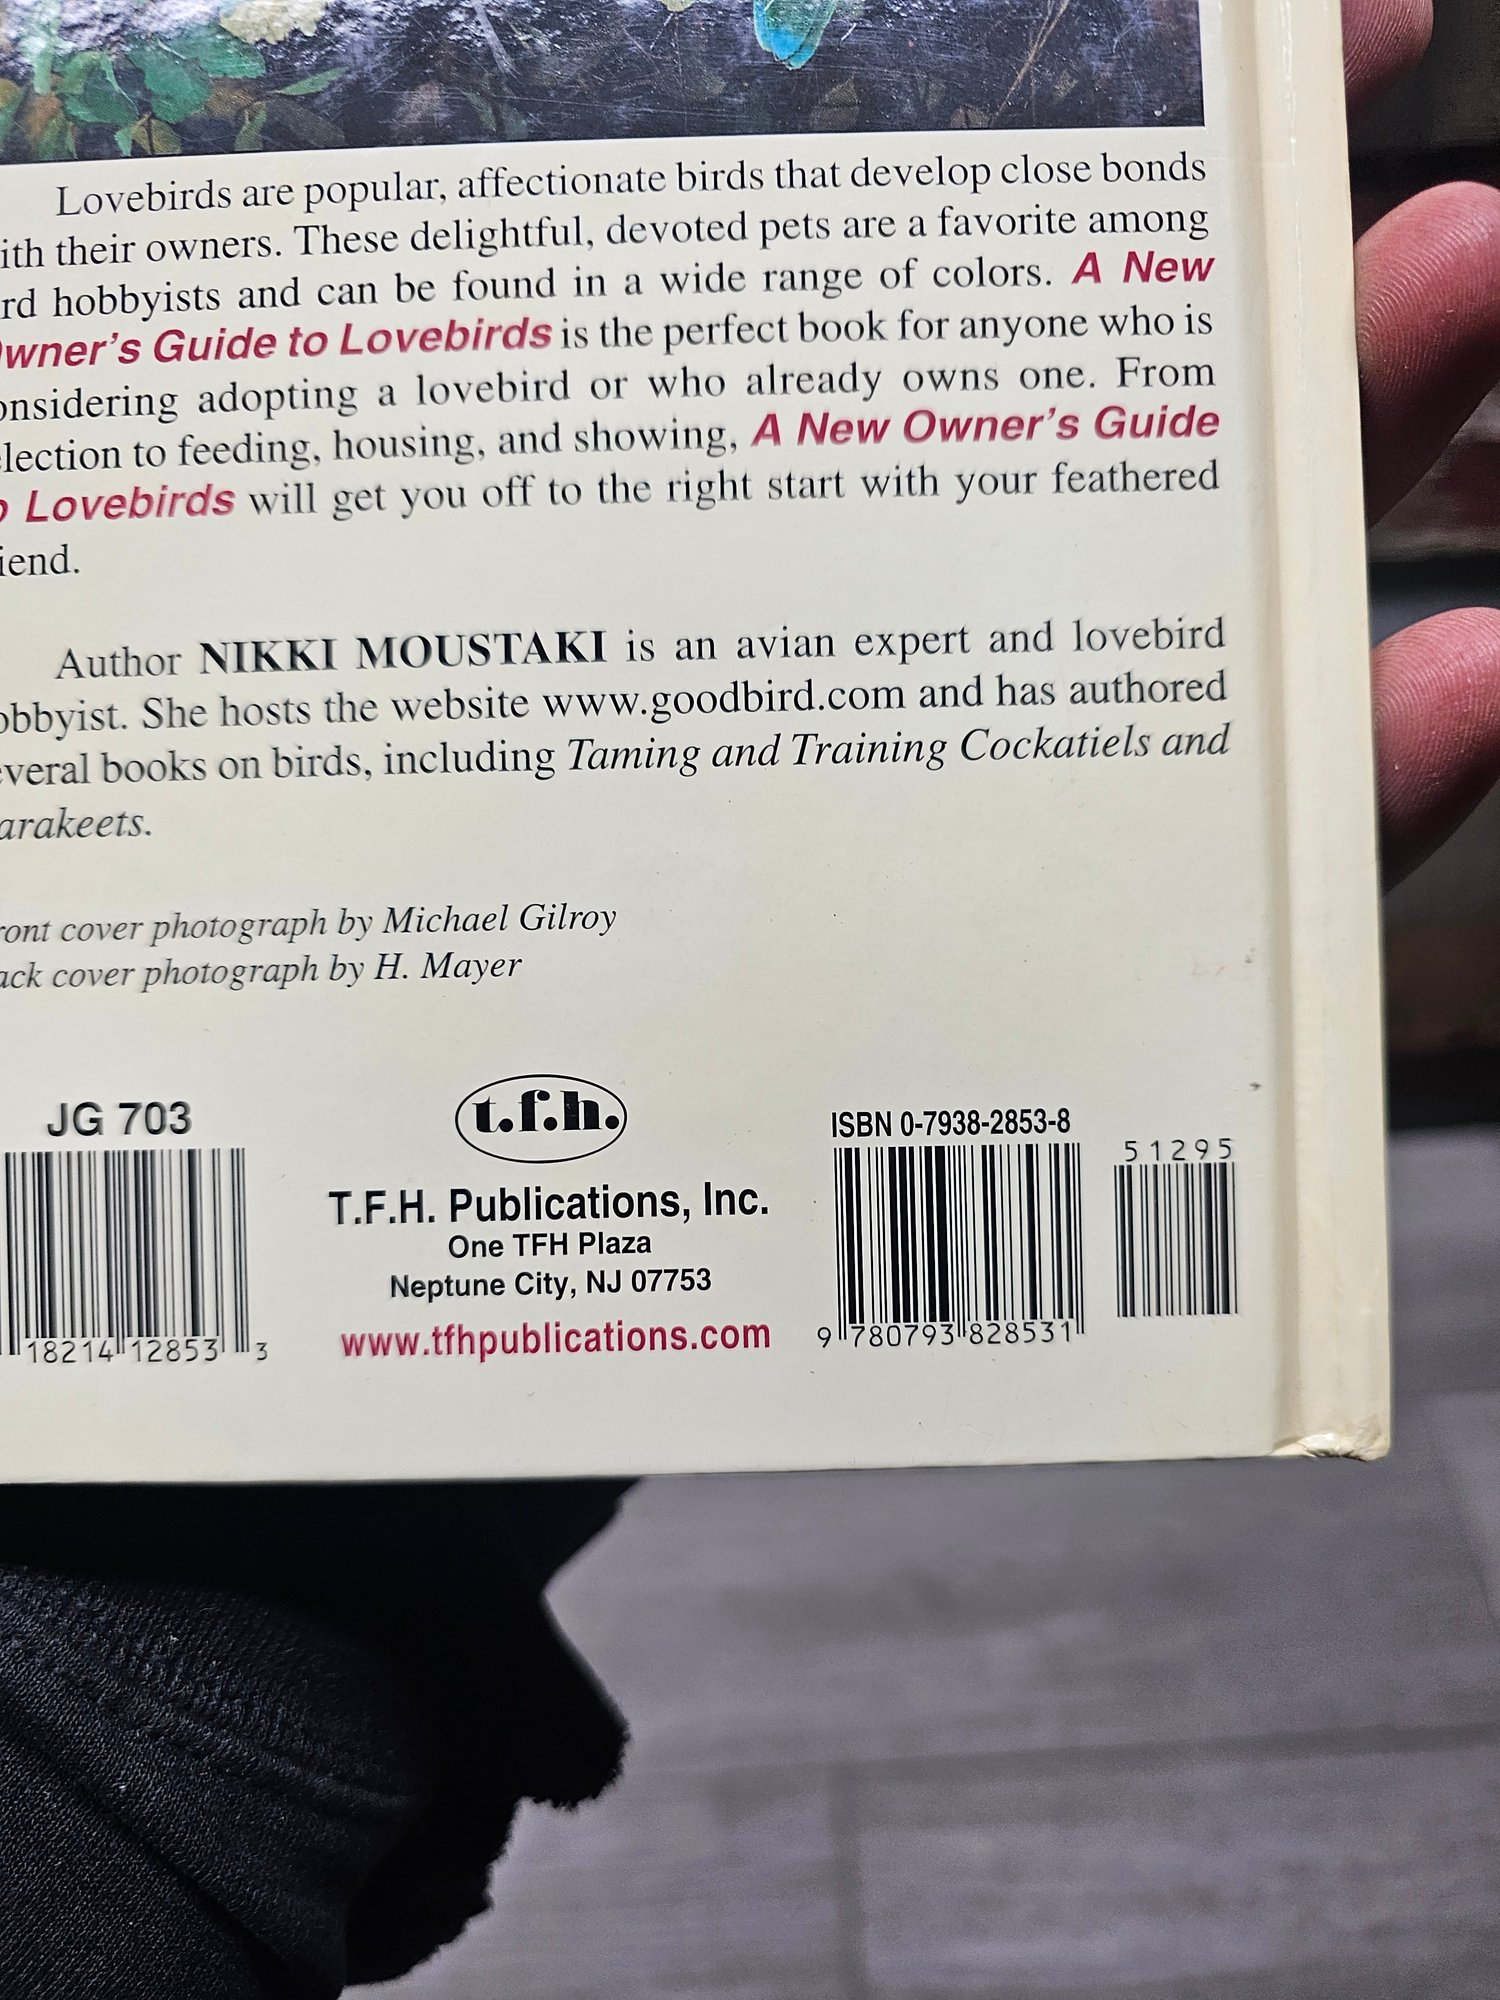 Lovebirds are popular, affectionate birds that develop close bonds
ith their owners. These delightful, devoted pets are a favorite among
rd hobbyists and can be found in a wide range of colors. A New
wner's Guide to Lovebirds is the perfect book for anyone who is
onsidering adopting a lovebird or who already owns one. From
lection to feeding, housing, and showing, A New Owner's Guide
o Lovebirds will get you off to the right start with your feathered
iend.
Author NIKKI MOUSTAKI is an avian expert and lovebird
obbyist. She hosts the website www.goodbird.com and has authored
everal books on birds, including Taming and Training Cockatiels and
arakeets.
ront cover photograph by Michael Gilroy
ack cover photograph by H. Mayer
JG 703
18214 12853 3
t.f.h.
T.F.H. Publications, Inc.
One TFH Plaza
Neptune City, NJ 07753
www.tfhpublications.com
ISBN 0-7938-2853-8
51295
9 780793 828531